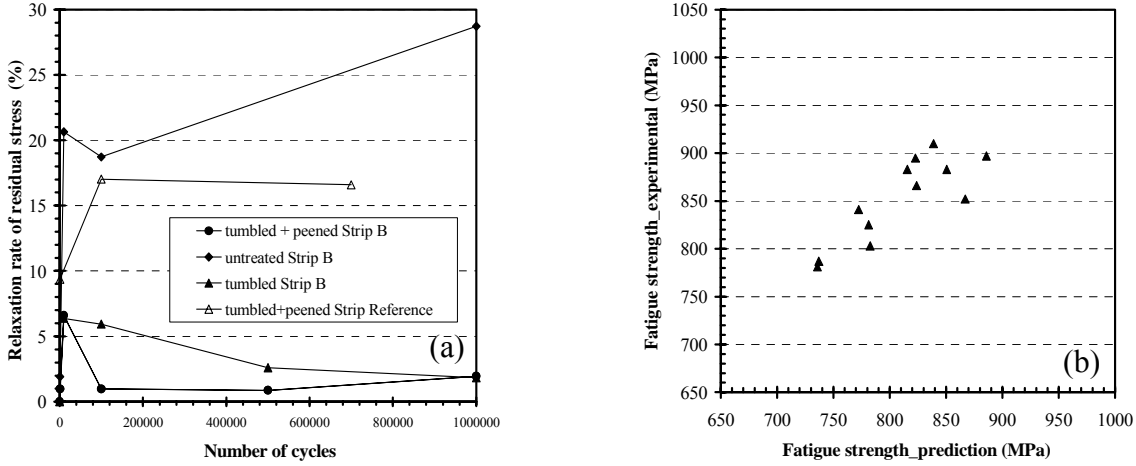 30
25
20
15
10
5
0
Relaxation rate of residual stress (%)
tumbled + peened Strip B
untreated Strip B
tumbled Strip B
tumbled+peened Strip Reference
(a)
0 200000 400000 600000 800000 1000000
Number of cycles
1050
1000
950
900
850
800
750
700
650
Fatigue strength_experimental (MPa)
(b)
650 700 750 800 850 900 950 1000
Fatigue strength_prediction (MPa)